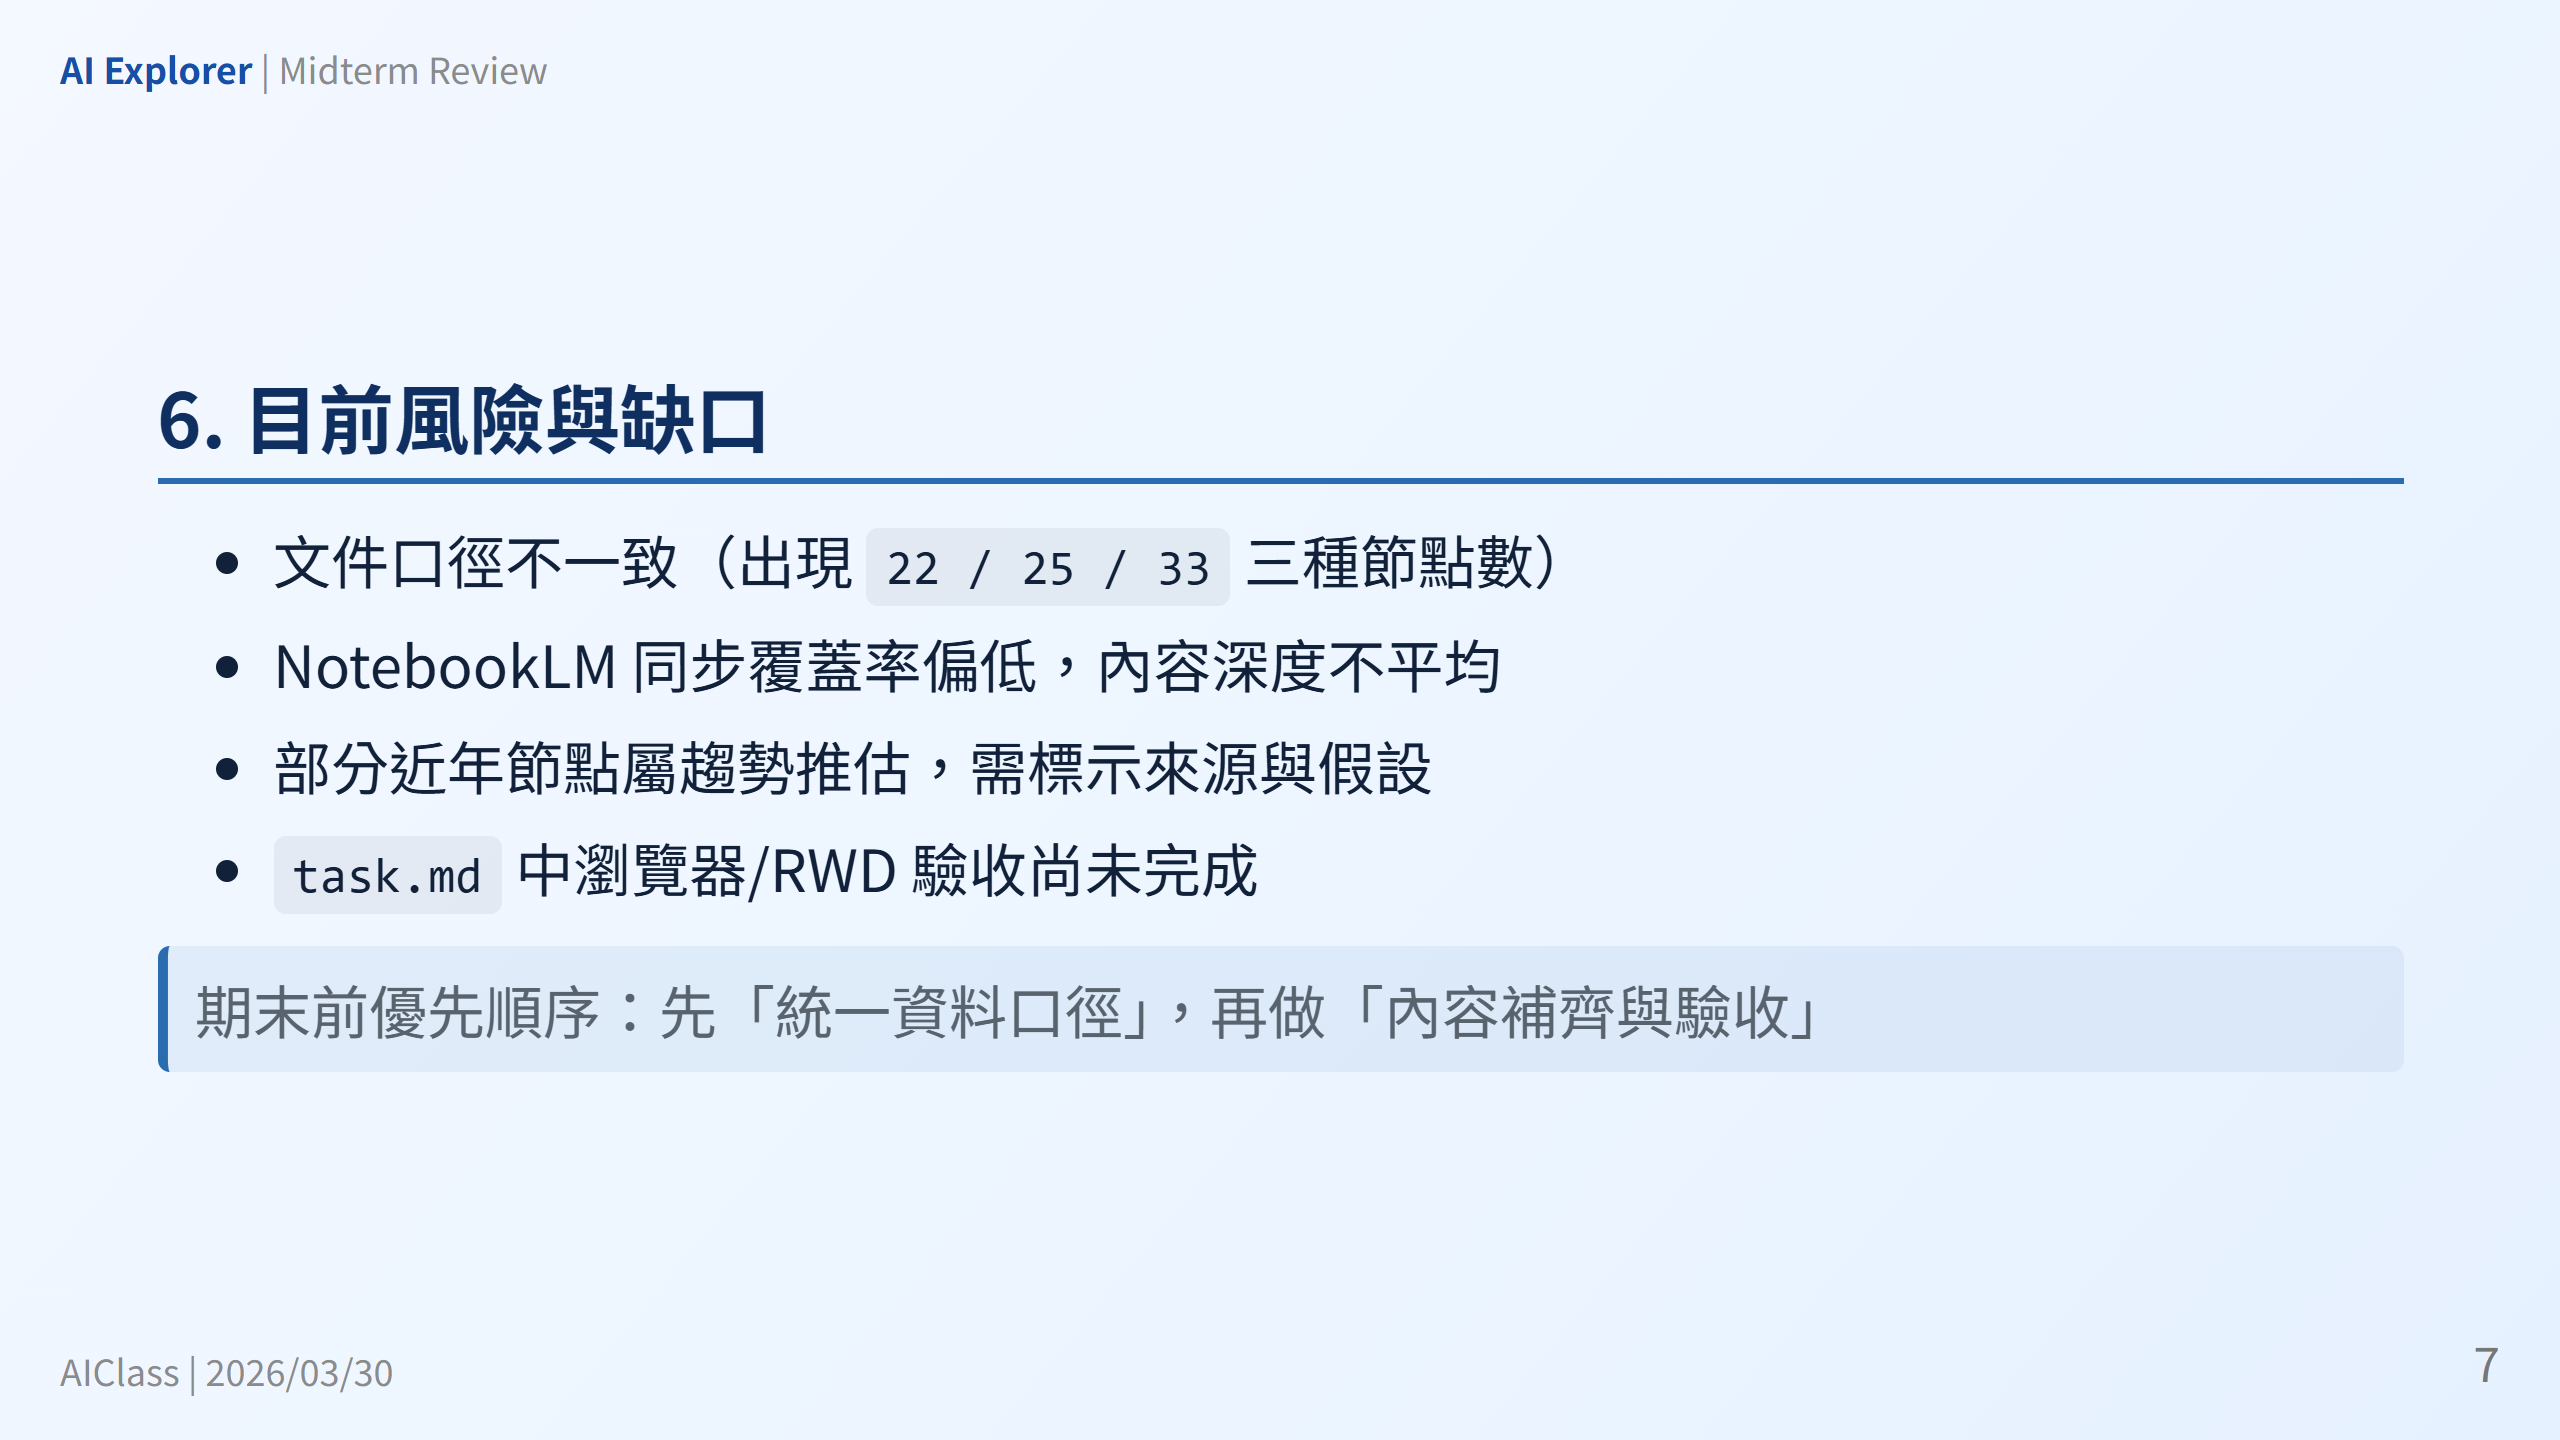 AI Explorer | Midterm Review
6. 目前風險與缺口
• 文件口徑不一致（出現 22 / 25 / 33 三種節點數）
• NotebookLM 同步覆蓋率偏低，內容深度不平均
• 部分近年節點屬趨勢推估，需標示來源與假設
• task.md 中瀏覽器/RWD 驗收尚未完成
期末前優先順序：先「統一資料口徑」，再做「內容補齊與驗收」
AIClass | 2026/03/30
7